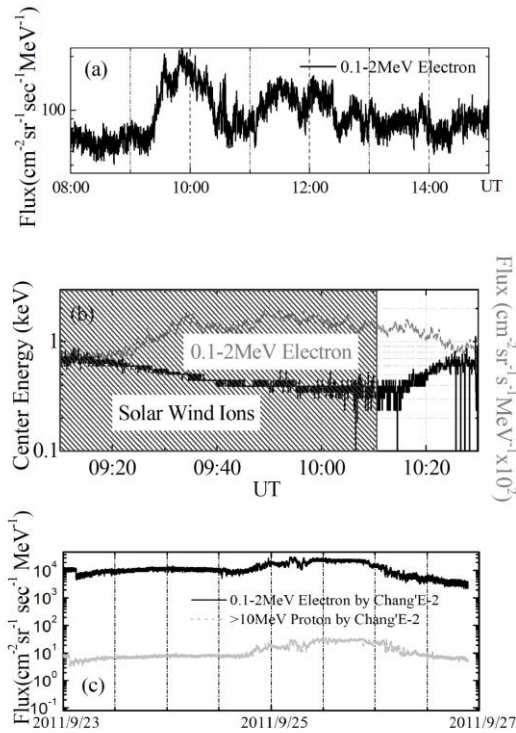 (a)
0.1-2MeV Electron
Flux(cm⁻²sr⁻¹sec⁻¹MeV⁻¹)
100
08:00 10:00 12:00 14:00 UT
(b)
Center Energy (keV)
Flux (cm⁻²sr⁻¹s⁻¹MeV⁻¹x10²)
1
0.1-2MeV Electron
Solar Wind Ions
0.1
09:20 09:40 10:00 10:20
UT
Flux(cm⁻²sr⁻¹sec⁻¹MeV⁻¹)
10⁴
10³
0.1-2MeV Electron by Chang'E-2
10²
>10MeV Proton by Chang'E-2
10¹
10⁰
10⁻¹
(c)
2011/9/23 2011/9/25 2011/9/27